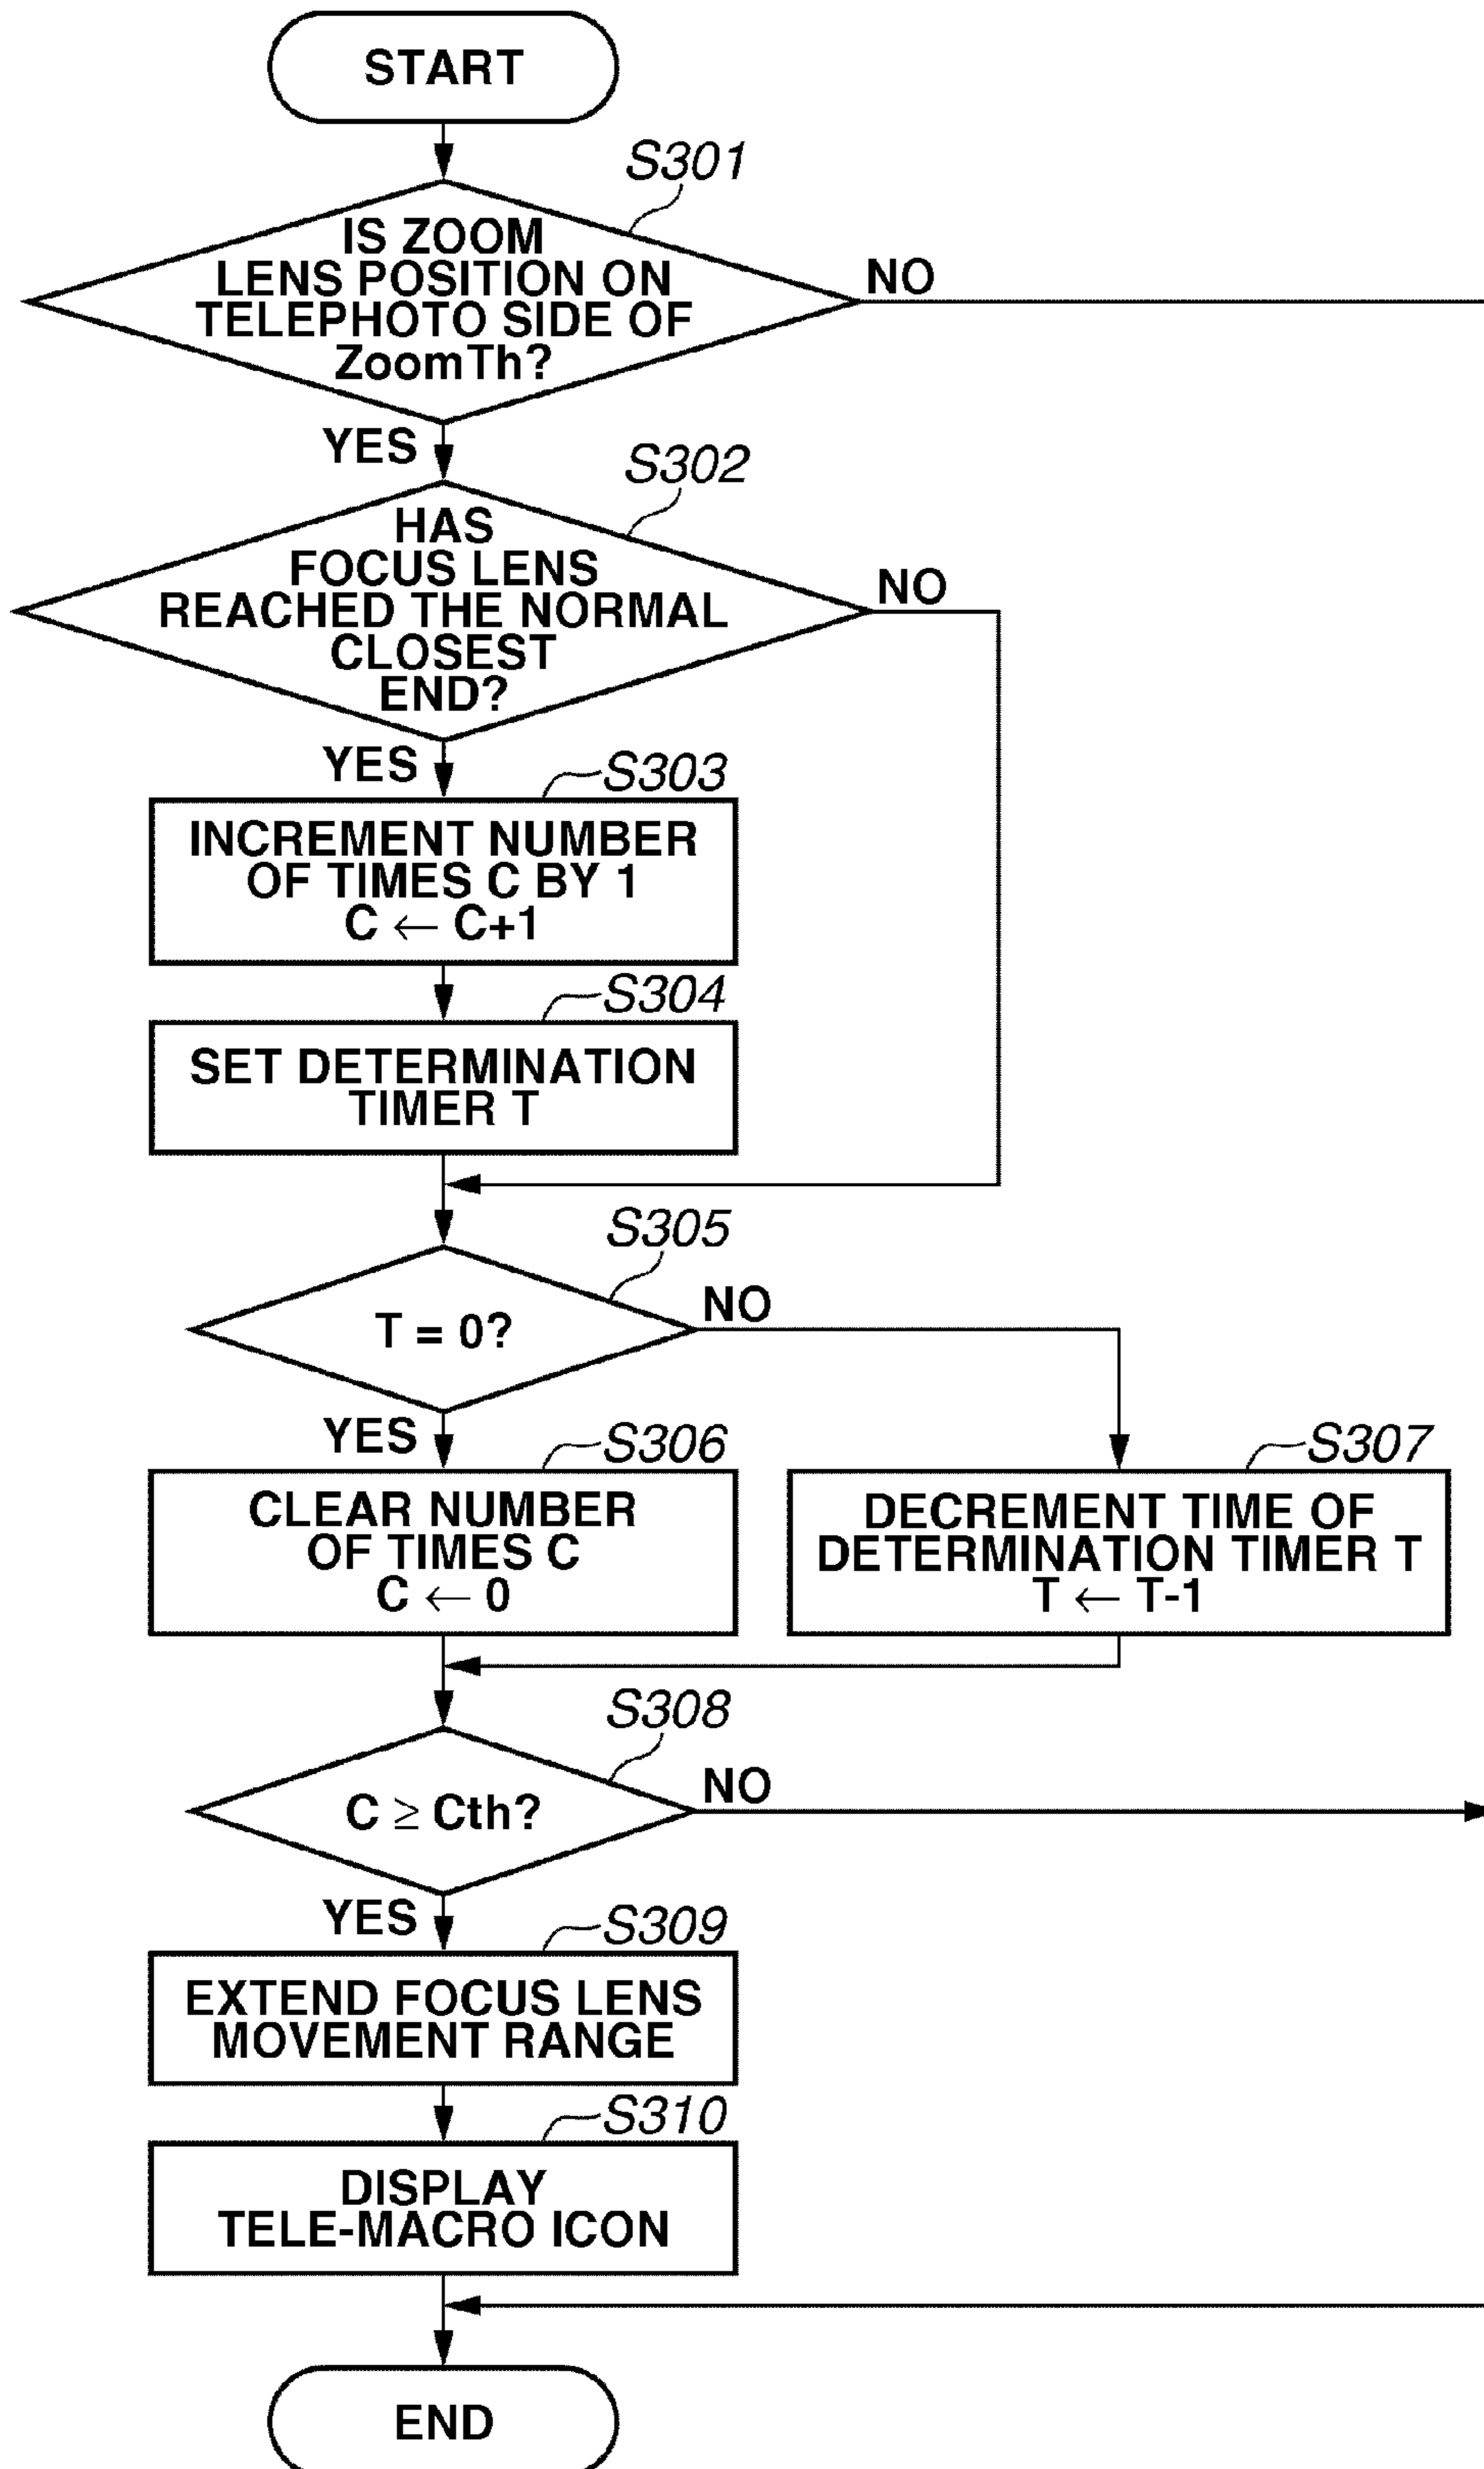 START
S301
IS ZOOM
LENS POSITION ON
TELEPHOTO SIDE OF
ZoomTh?
NO
YES
S302
HAS
FOCUS LENS
REACHED THE NORMAL
CLOSEST
END?
NO
YES
S303
INCREMENT NUMBER
OF TIMES C BY 1
C ← C+1
S304
SET DETERMINATION
TIMER T
S305
T = 0?
NO
YES
S306
CLEAR NUMBER
OF TIMES C
C ← 0
S307
DECREMENT TIME OF
DETERMINATION TIMER T
T ← T-1
S308
C ≥ Cth?
NO
YES
S309
EXTEND FOCUS LENS
MOVEMENT RANGE
S310
DISPLAY
TELE-MACRO ICON
END